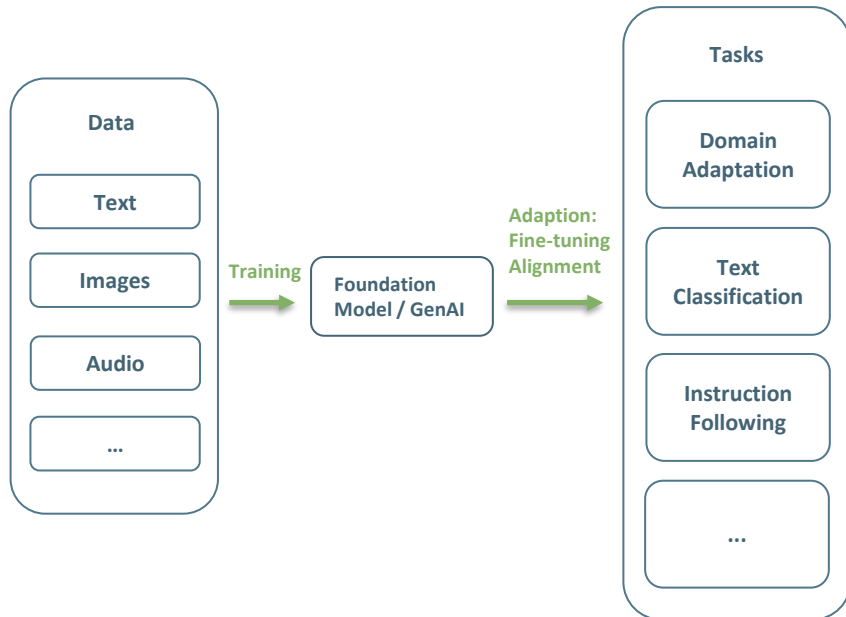 Data
Text
Images
Audio
...
Training
Foundation
Model / GenAI
Adaption:
Fine-tuning
Alignment
Tasks
Domain
Adaptation
Text
Classification
Instruction
Following
...